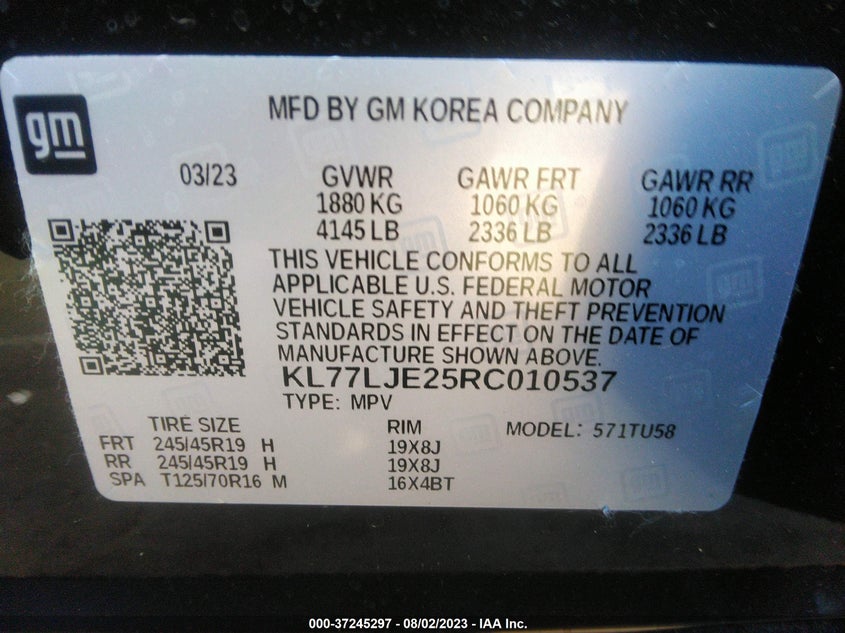 gm
MFD BY GM KOREA COMPANY
03/23 GVWR GAWR FRT GAWR RR
1880 KG 1060 KG 1060 KG
4145 LB 2336 LB 2336 LB
THIS VEHICLE CONFORMS TO ALL
APPLICABLE U.S. FEDERAL MOTOR
VEHICLE SAFETY AND THEFT PREVENTION
STANDARDS IN EFFECT ON THE DATE OF
MANUFACTURE SHOWN ABOVE.
KL77LJE25RC010537
TYPE: MPV
TIRE SIZE RIM MODEL: 571TU58
FRT 245/45R19 H 19X8J
RR 245/45R19 H 19X8J
SPA T125/70R16 M 16X4BT
000-37245297 - 08/02/2023 - IAA Inc.